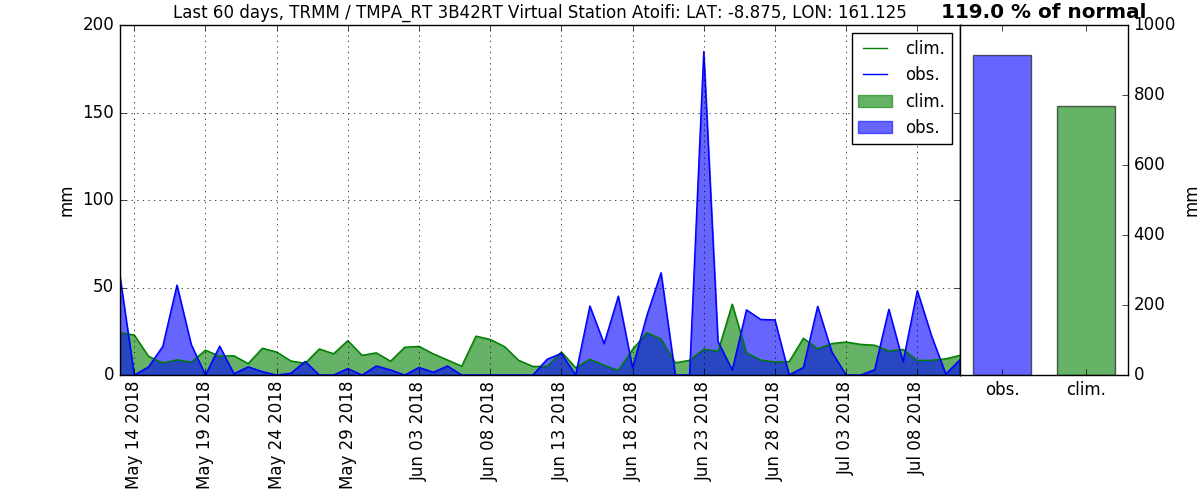 Last 60 days, TRMM / TMPA_RT 3B42RT Virtual Station Atoifi: LAT: -8.875, LON: 161.125
119.0 % of normal
200
150
100
50
0
mm
clim.
obs.
clim.
obs.
1000
800
600
400
200
0
mm
obs.
clim.
May 14 2018
May 19 2018
May 24 2018
May 29 2018
Jun 03 2018
Jun 08 2018
Jun 13 2018
Jun 18 2018
Jun 23 2018
Jun 28 2018
Jul 03 2018
Jul 08 2018